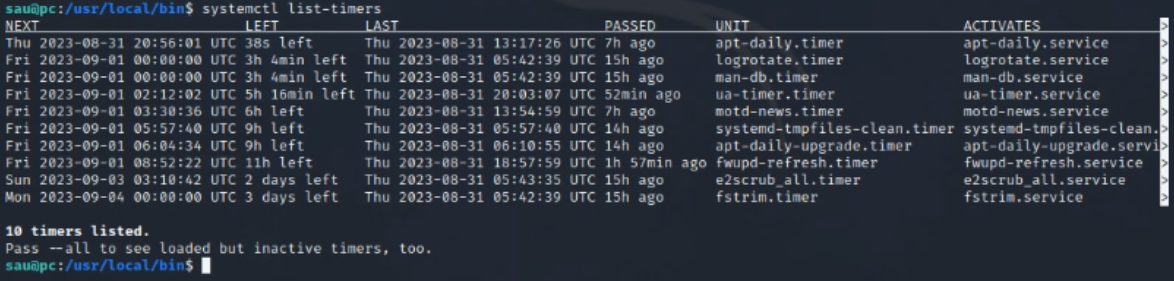 sau@pc:/usr/local/bin$ systemctl list-timers
NEXT LEFT LAST PASSED UNIT ACTIVATES >
Thu 2023-08-31 20:56:01 UTC 38s left Thu 2023-08-31 13:17:26 UTC 7h ago apt-daily.timer apt-daily.service >
Fri 2023-09-01 00:00:00 UTC 3h 4min left Thu 2023-08-31 05:42:39 UTC 15h ago logrotate.timer logrotate.service >
Fri 2023-09-01 00:00:00 UTC 3h 4min left Thu 2023-08-31 05:42:39 UTC 15h ago man-db.timer man-db.service >
Fri 2023-09-01 02:12:02 UTC 5h 16min left Thu 2023-08-31 20:03:07 UTC 52min ago ua-timer.timer ua-timer.service >
Fri 2023-09-01 03:30:36 UTC 6h left Thu 2023-08-31 13:54:59 UTC 7h ago motd-news.timer motd-news.service >
Fri 2023-09-01 05:57:40 UTC 9h left Thu 2023-08-31 05:57:40 UTC 14h ago systemd-tmpfiles-clean.timer systemd-tmpfiles-clean.>
Fri 2023-09-01 06:04:34 UTC 9h left Thu 2023-08-31 06:10:55 UTC 14h ago apt-daily-upgrade.timer apt-daily-upgrade.servi>
Fri 2023-09-01 08:52:22 UTC 11h left Thu 2023-08-31 18:57:59 UTC 1h 57min ago fwupd-refresh.timer fwupd-refresh.service >
Sun 2023-09-03 03:10:42 UTC 2 days left Thu 2023-08-31 05:43:35 UTC 15h ago e2scrub_all.timer e2scrub_all.service >
Mon 2023-09-04 00:00:00 UTC 3 days left Thu 2023-08-31 05:42:39 UTC 15h ago fstrim.timer fstrim.service >
10 timers listed.
Pass --all to see loaded but inactive timers, too.
sau@pc:/usr/local/bin$